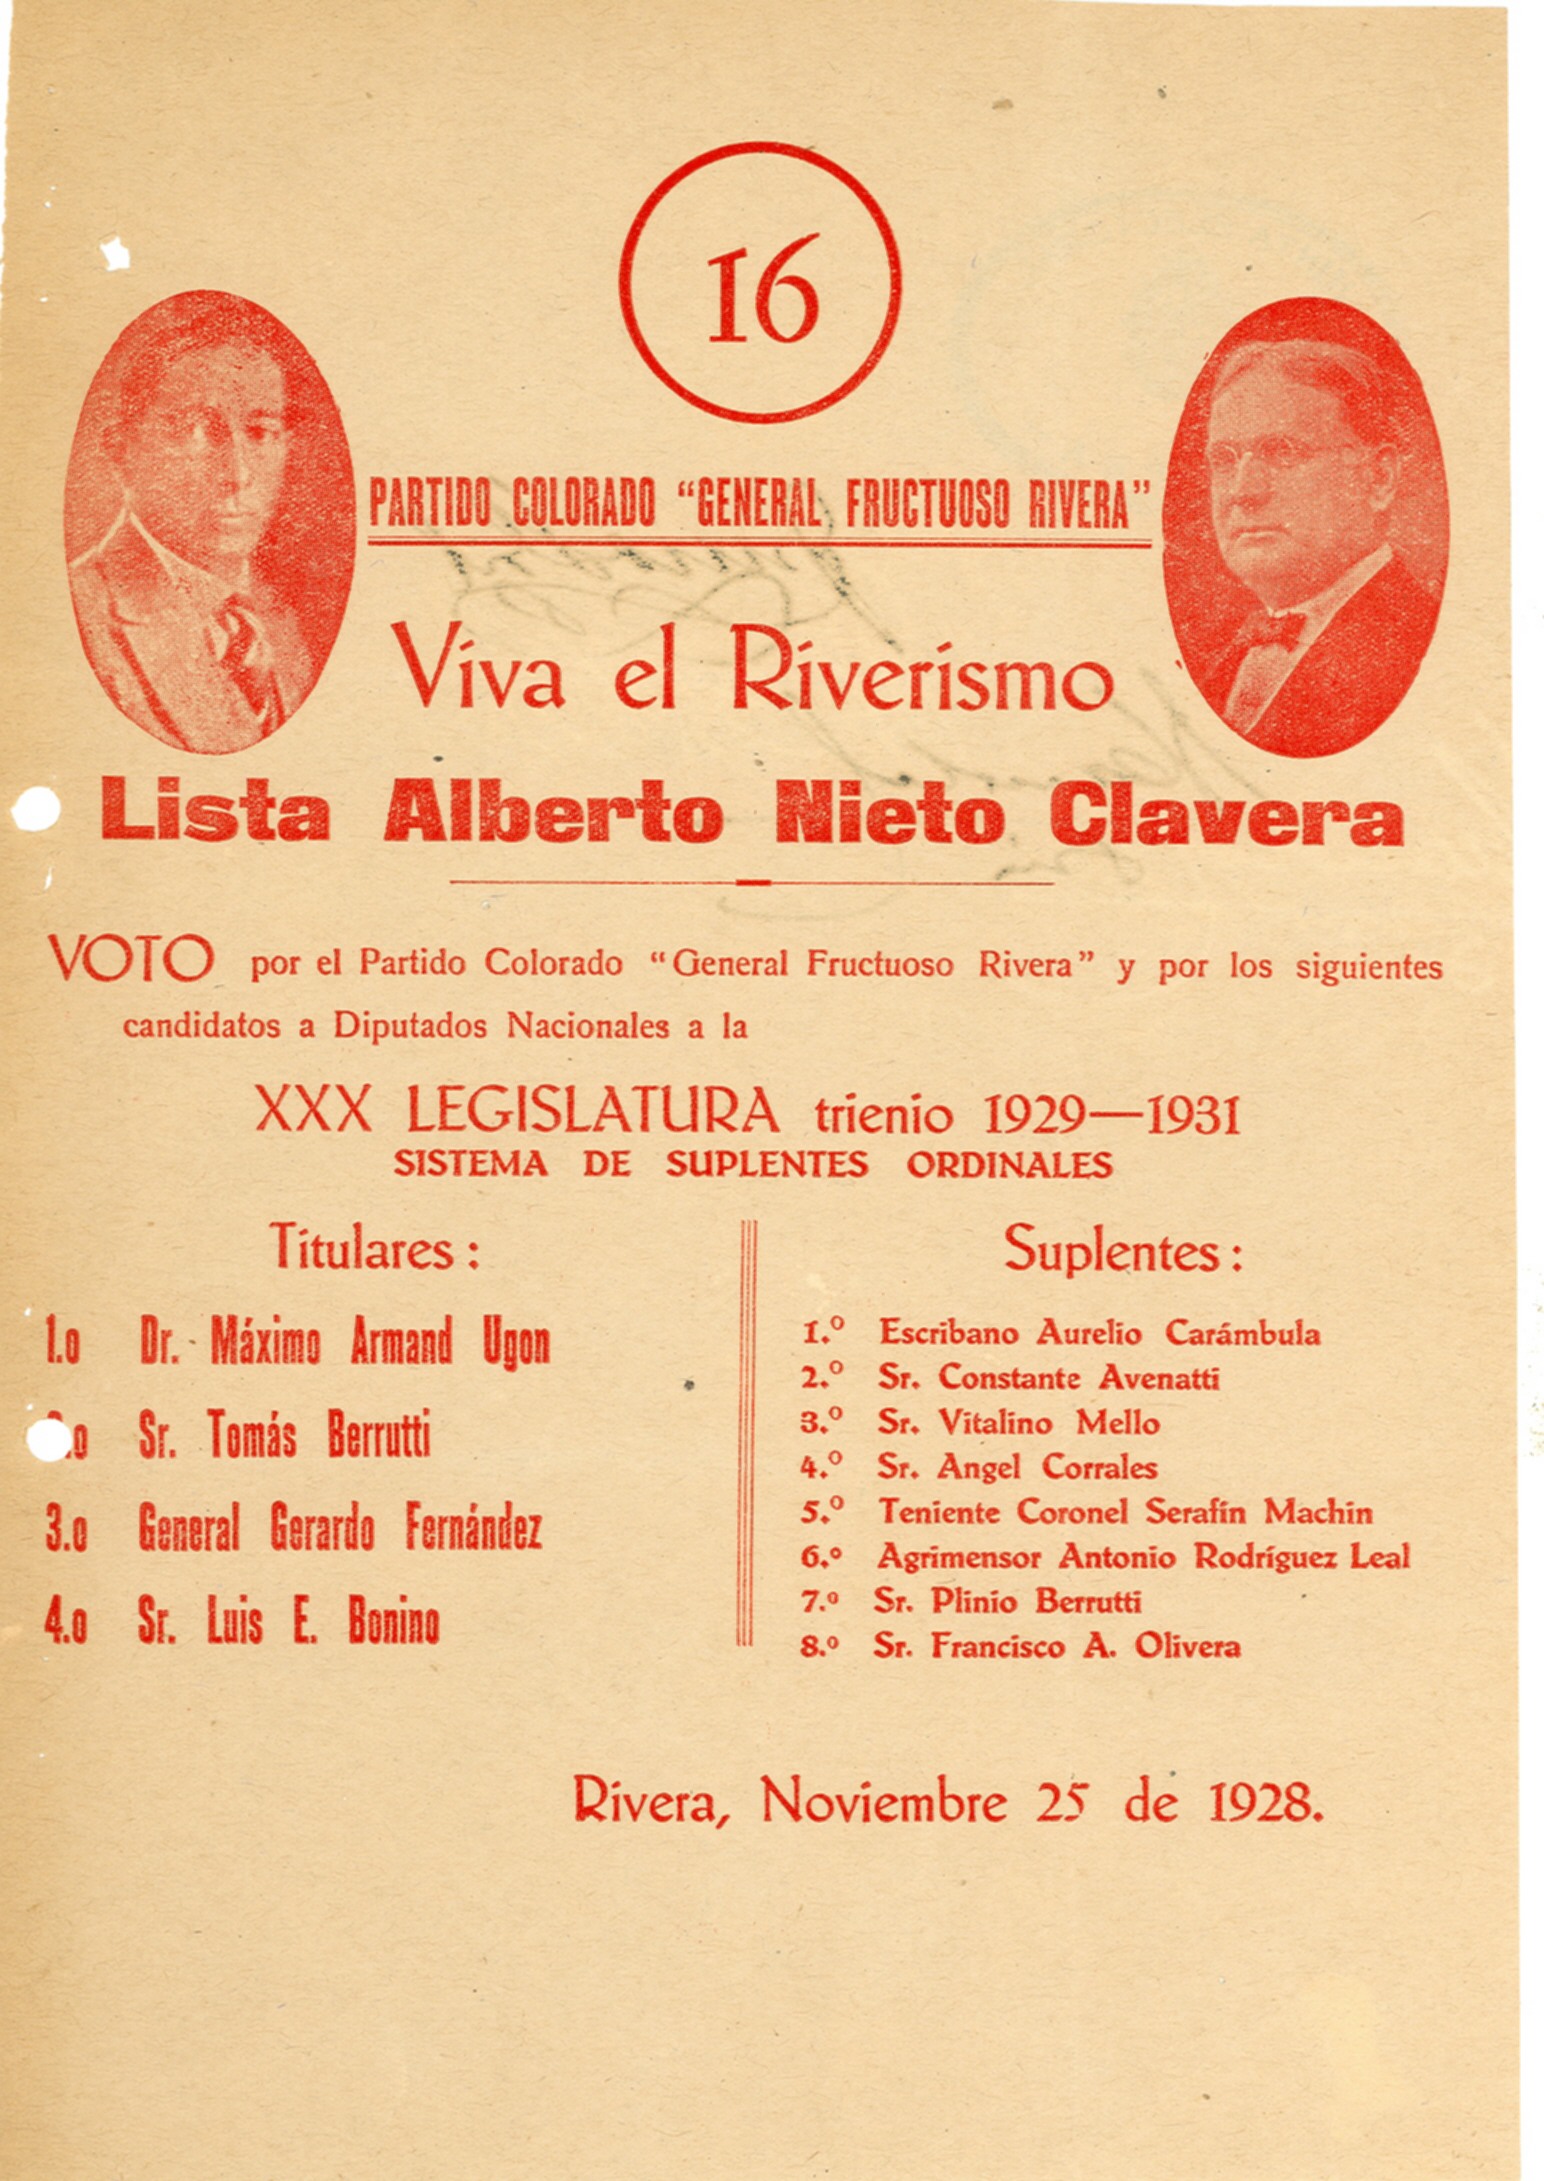 16
PARTIDO COLORADO “GENERAL FRUCTUOSO RIVERA”
Viva el Riverismo
Lista Alberto Nieto Clavera
VOTO por el Partido Colorado “General Fructuoso Rivera” y por los siguientes
candidatos a Diputados Nacionales a la
XXX LEGISLATURA trienio 1929—1931
SISTEMA DE SUPLENTES ORDINALES
Titulares:
1.o Dr. Máximo Armand Ugon
.o Sr. Tomás Berrutti
3.o General Gerardo Fernández
4.o Sr. Luis E. Bonino
Suplentes:
1.º Escribano Aurelio Carámbula
2.º Sr. Constante Avenatti
3.º Sr. Vitalino Mello
4.º Sr. Angel Corrales
5.º Teniente Coronel Serafín Machin
6.º Agrimensor Antonio Rodríguez Leal
7.º Sr. Plinio Berrutti
8.º Sr. Francisco A. Olivera
Rivera, Noviembre 25 de 1928.